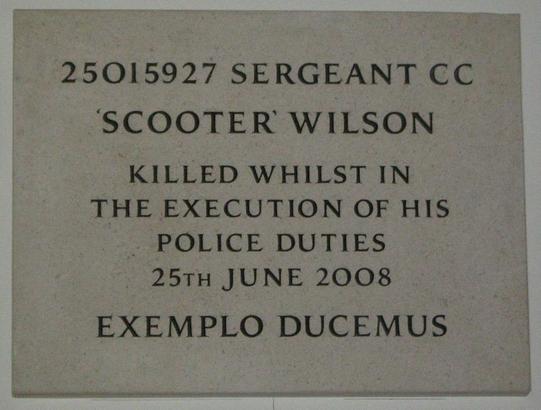 25015927 SERGEANT CC
'SCOOTER' WILSON
KILLED WHILST IN
THE EXECUTION OF HIS
POLICE DUTIES
25TH JUNE 2008
EXEMPLO DUCEMUS